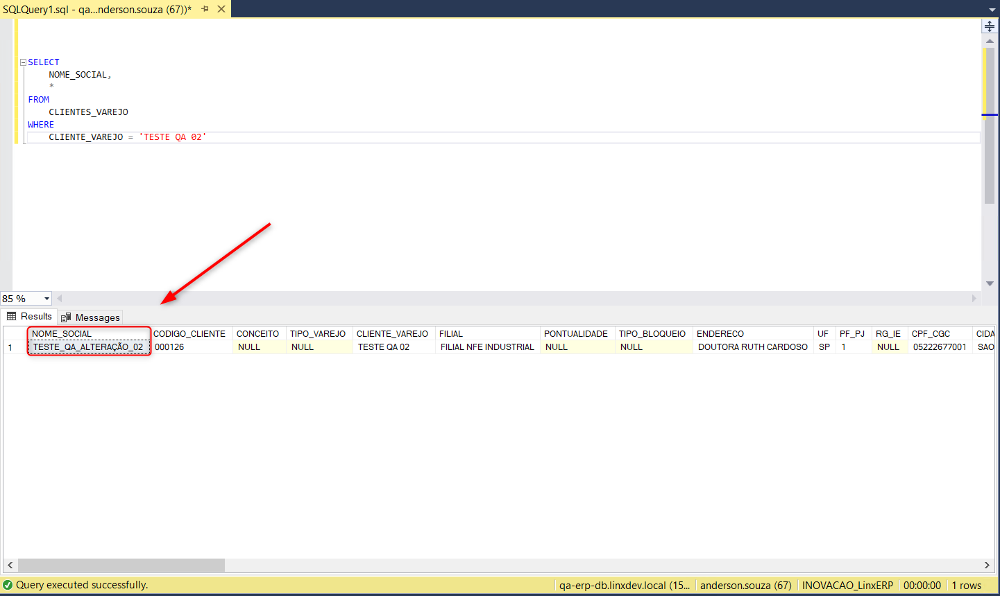 SQLQuery1.sql - qa...nderson.souza (67))*
SELECT
NOME_SOCIAL,
*
FROM
CLIENTES_VAREJO
WHERE
CLIENTE_VAREJO = 'TESTE QA 02'
85 %
Results Messages
NOME_SOCIAL CODIGO_CLIENTE CONCEITO TIPO_VAREJO CLIENTE_VAREJO FILIAL PONTUALIDADE TIPO_BLOQUEIO ENDERECO UF PF_PJ RG_IE CPF_CGC CIDA
1 TESTE_QA_ALTERAÇÃO_02 000126 NULL NULL TESTE QA 02 FILIAL NFE INDUSTRIAL NULL NULL DOUTORA RUTH CARDOSO SP 1 NULL 05222677001 SAO
Query executed successfully. qa-erp-db.linxdev.local (15... anderson.souza (67) INOVACAO_LinxERP 00:00:00 1 rows